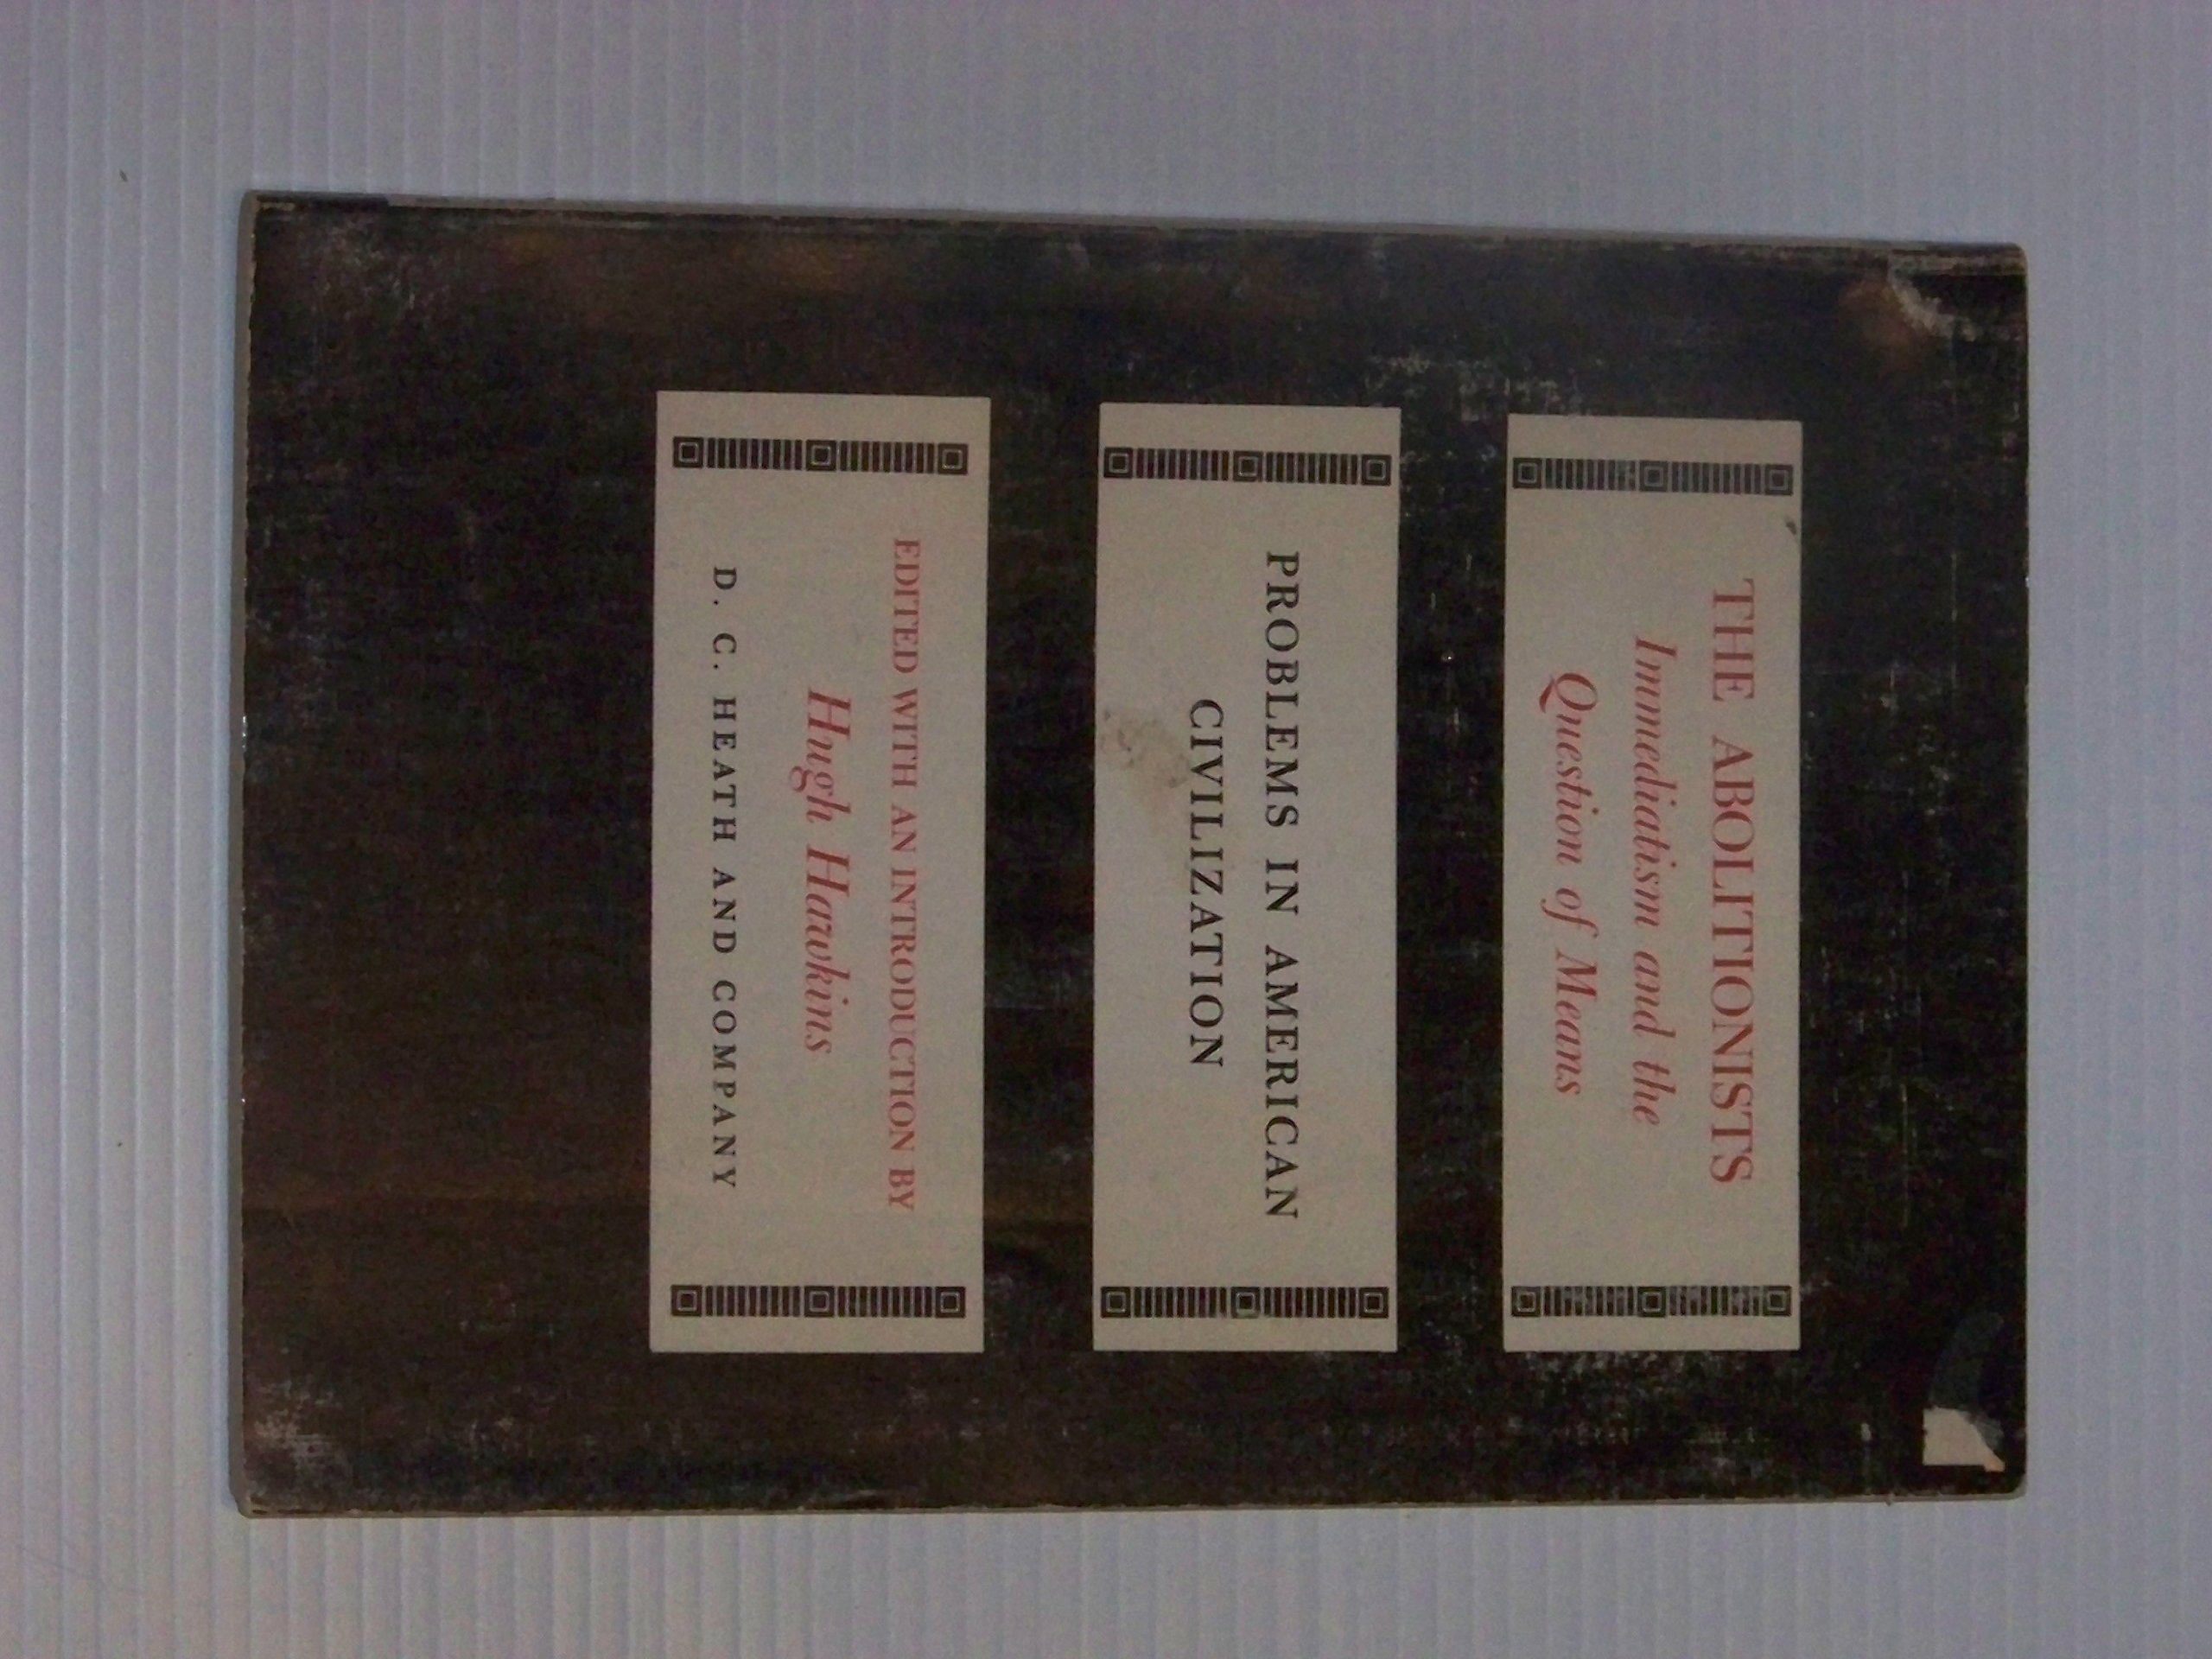 THE ABOLITIONISTS
Immediatism and the
Question of Means
PROBLEMS IN AMERICAN
CIVILIZATION
EDITED WITH AN INTRODUCTION BY
Hugh Hawkins
D. C. HEATH AND COMPANY